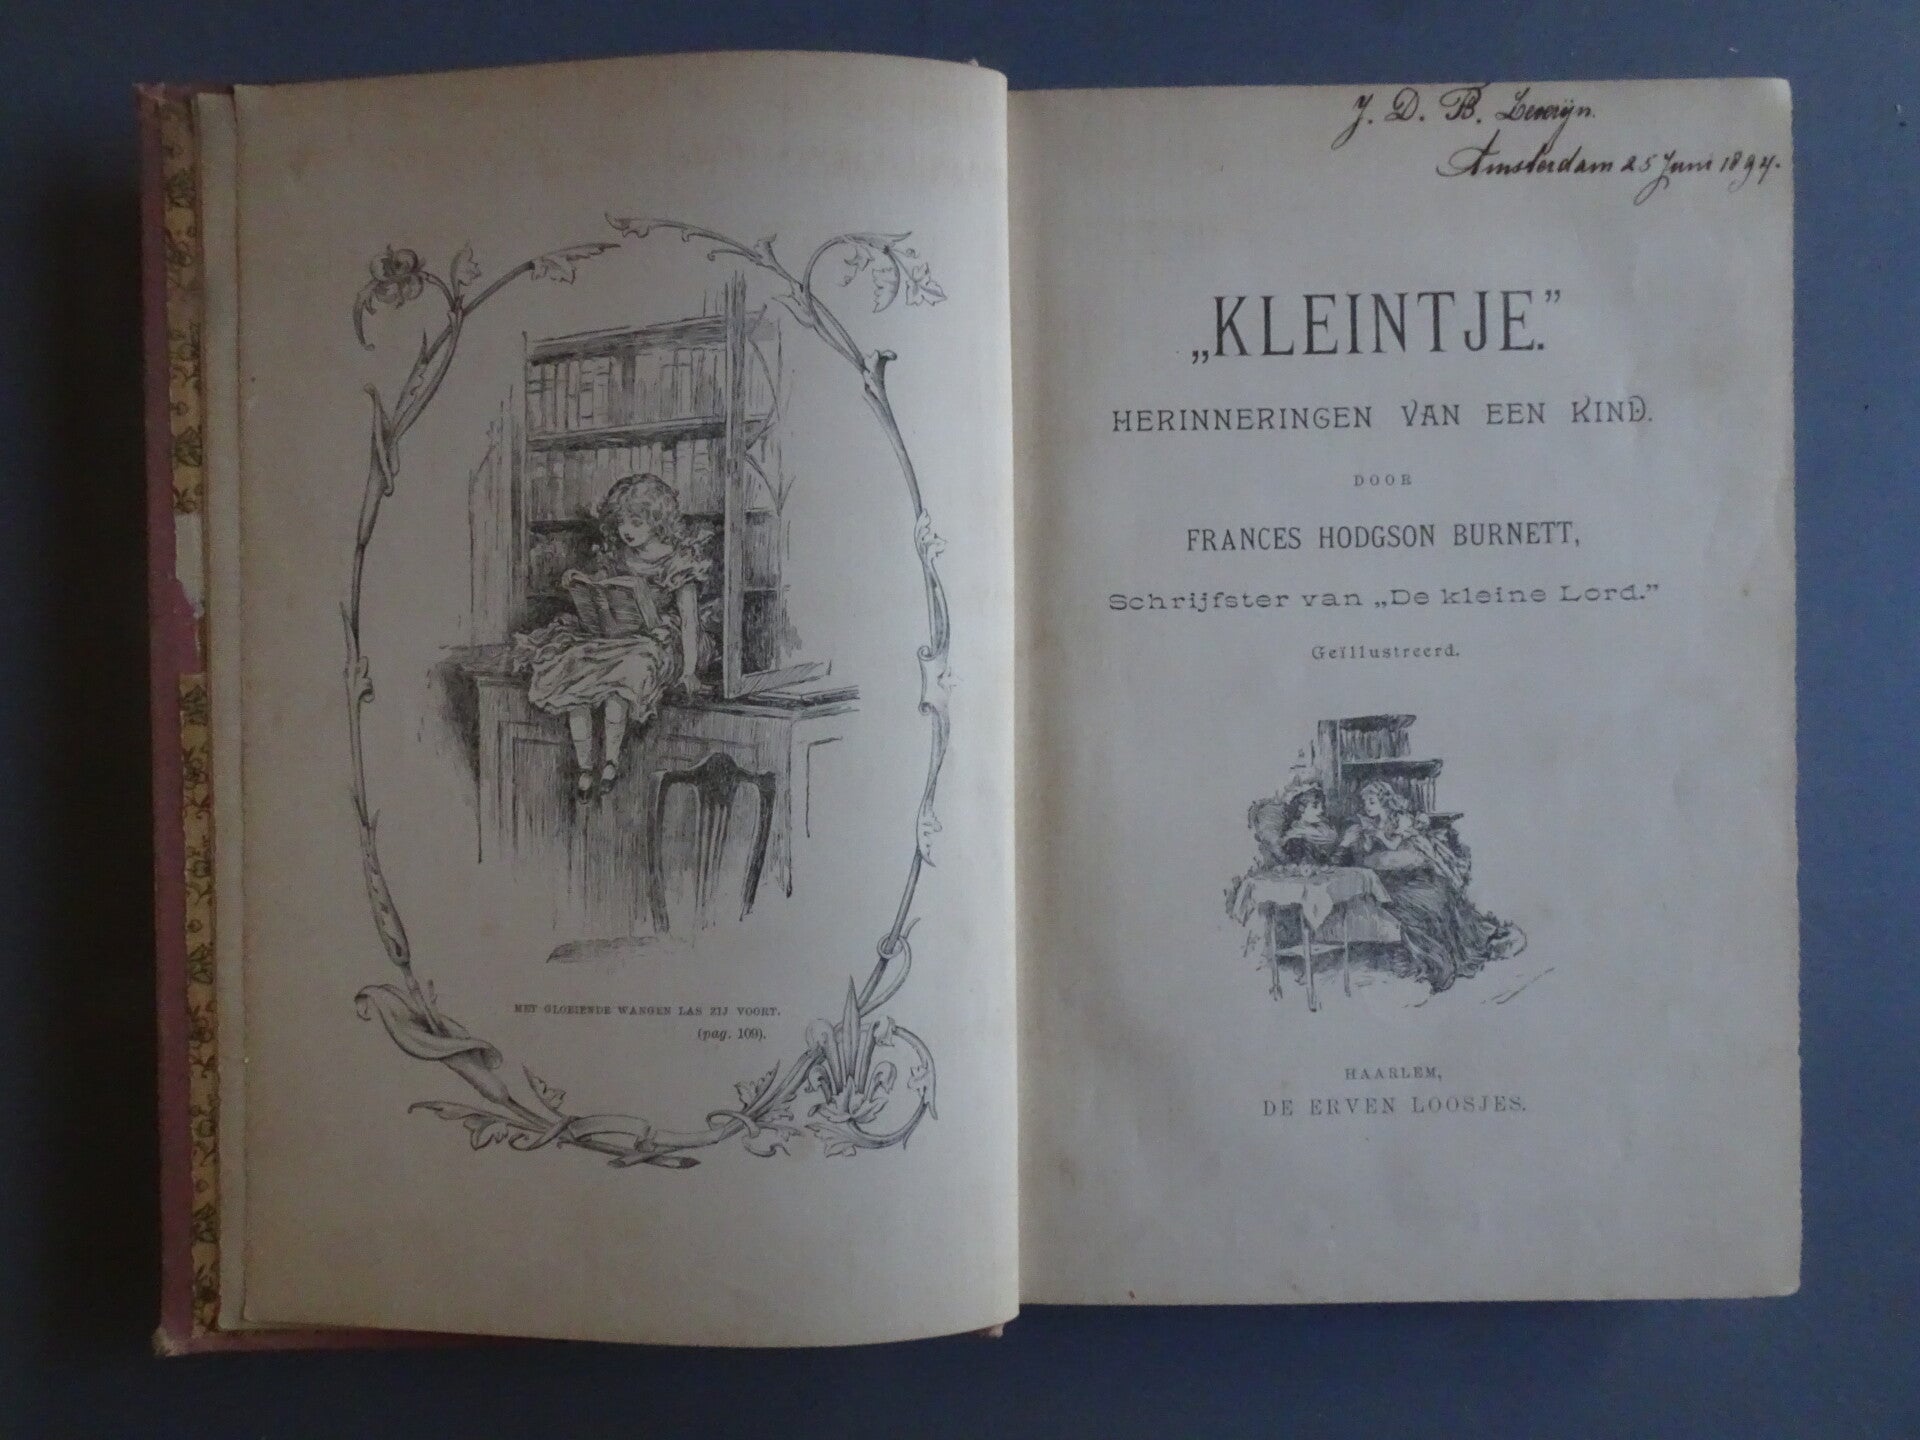 MET GLOEIENDE WANGEN LAS ZIJ VOORT.
(pag. 109).
J. D. B.
Amsterdam 25 Juni 1894.
„KLEINTJE.”
HERINNERINGEN VAN EEN KIND.
DOOR
FRANCES HODGSON BURNETT,
Schrijfster van „De kleine Lord.”
Geïllustreerd.
HAARLEM,
DE ERVEN LOOSJES.